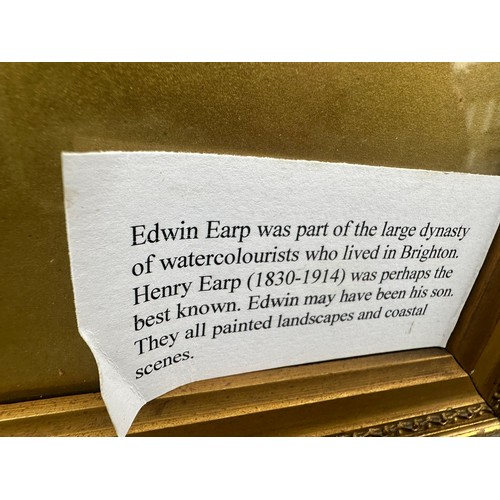 Edwin Earp was part of the large dynasty
of watercolourists who lived in Brighton.
Henry Earp (1830-1914) was perhaps the
best known. Edwin may have been his son.
They all painted landscapes and coastal
scenes.